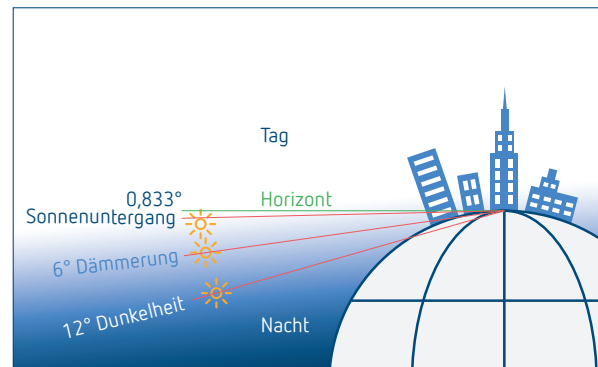 Tag
0,833°
Sonnenuntergang
Horizont
6° Dämmerung
12° Dunkelheit
Nacht